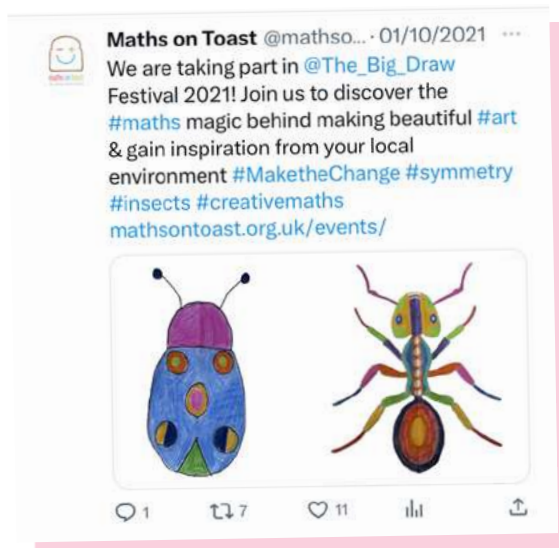 Maths on Toast @mathso... · 01/10/2021 ...
We are taking part in @The_Big_Draw
Festival 2021! Join us to discover the
#maths magic behind making beautiful #art
& gain inspiration from your local
environment #MaketheChange #symmetry
#insects #creativemaths
mathsontoast.org.uk/events/
1 7 11